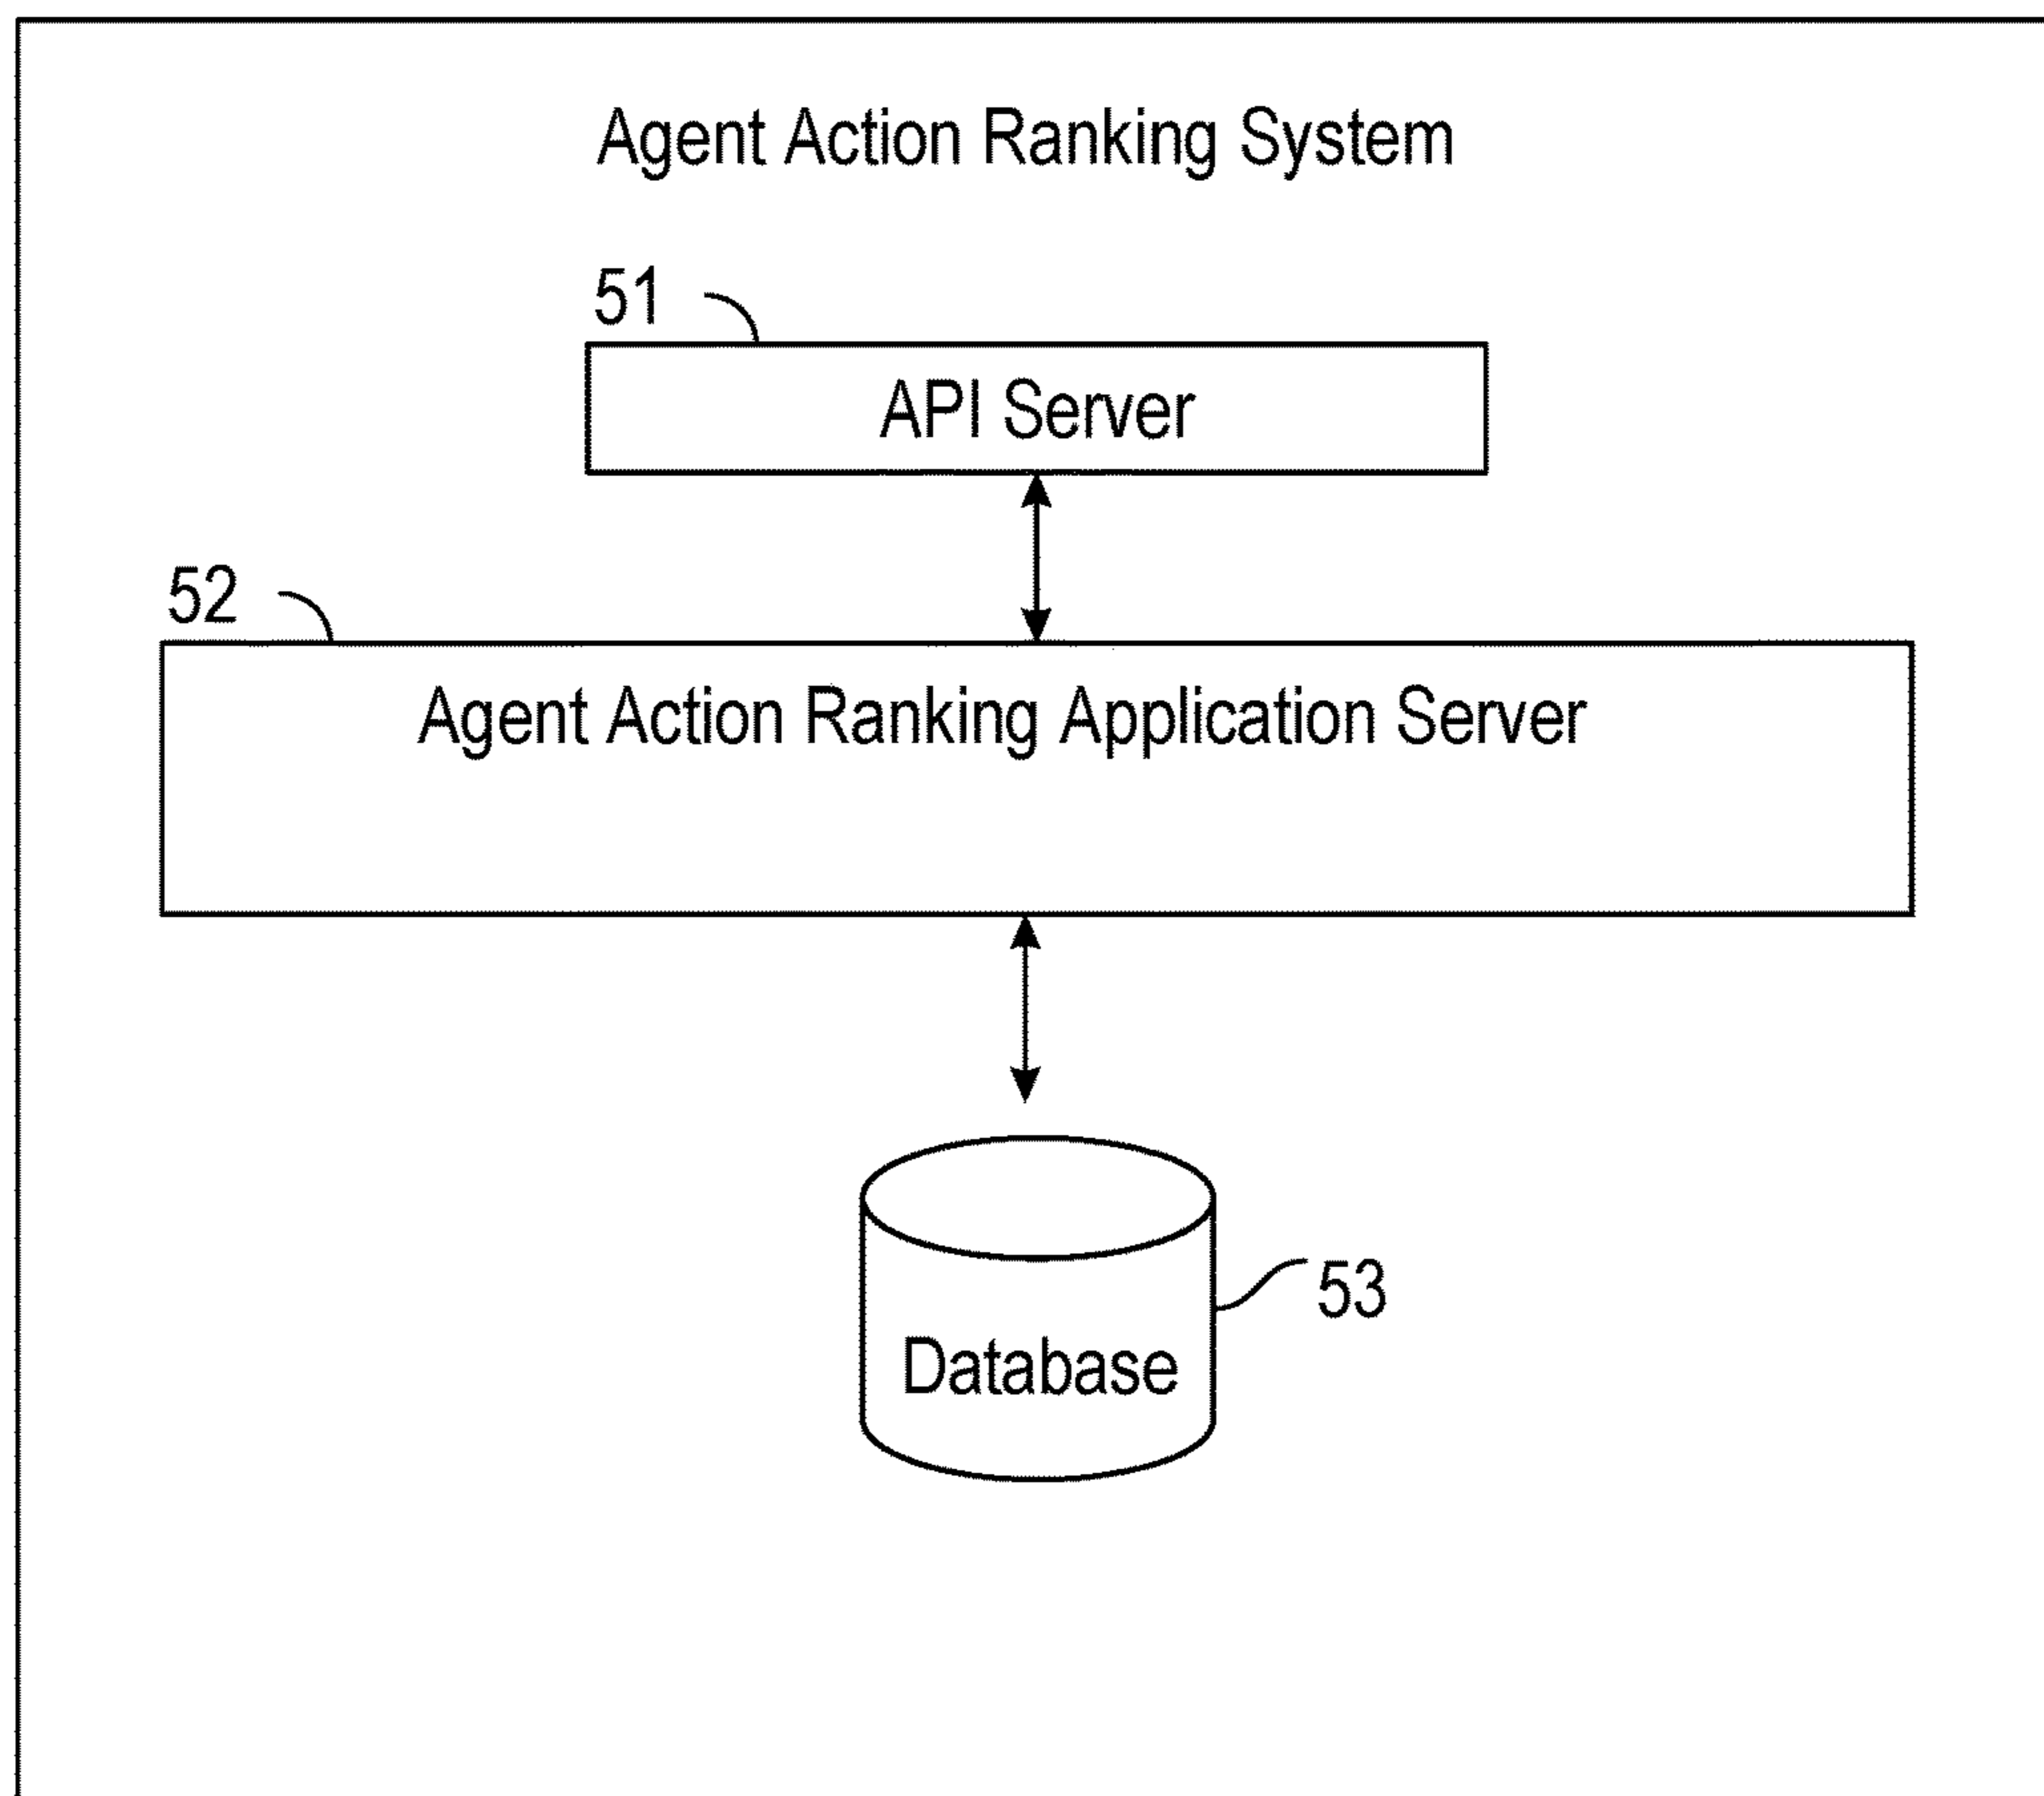 Agent Action Ranking System
51
API Server
52
Agent Action Ranking Application Server
53
Database